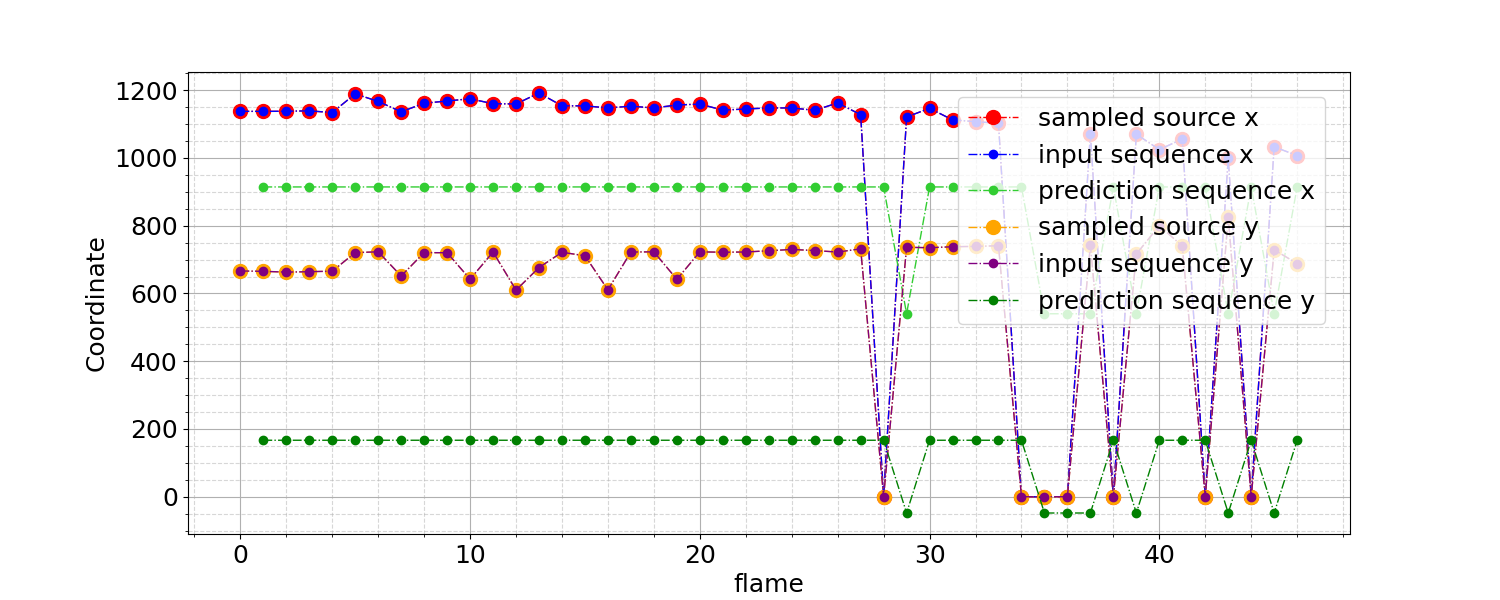 1200
1000
800
600
400
200
0
Coordinate
0
10
20
30
40
flame
sampled source x
input sequence x
prediction sequence x
sampled source y
input sequence y
prediction sequence y